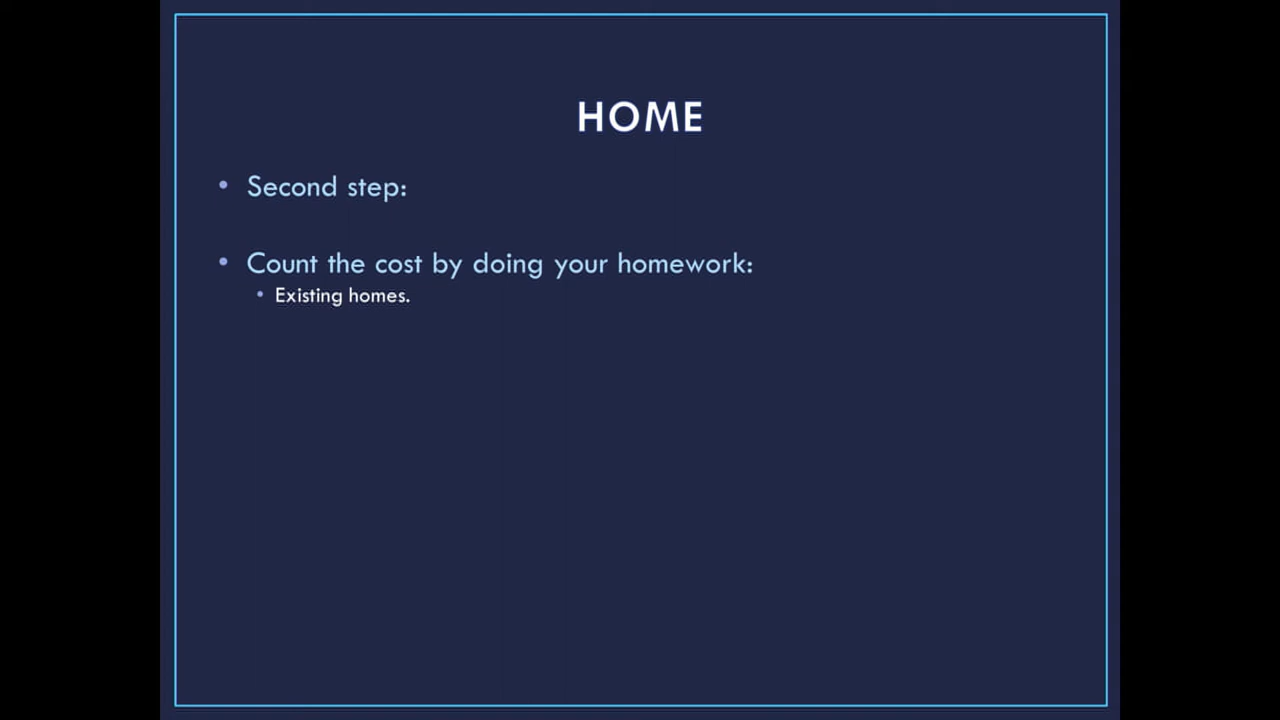 HOME
• Second step:
• Count the cost by doing your homework:
• Existing homes.